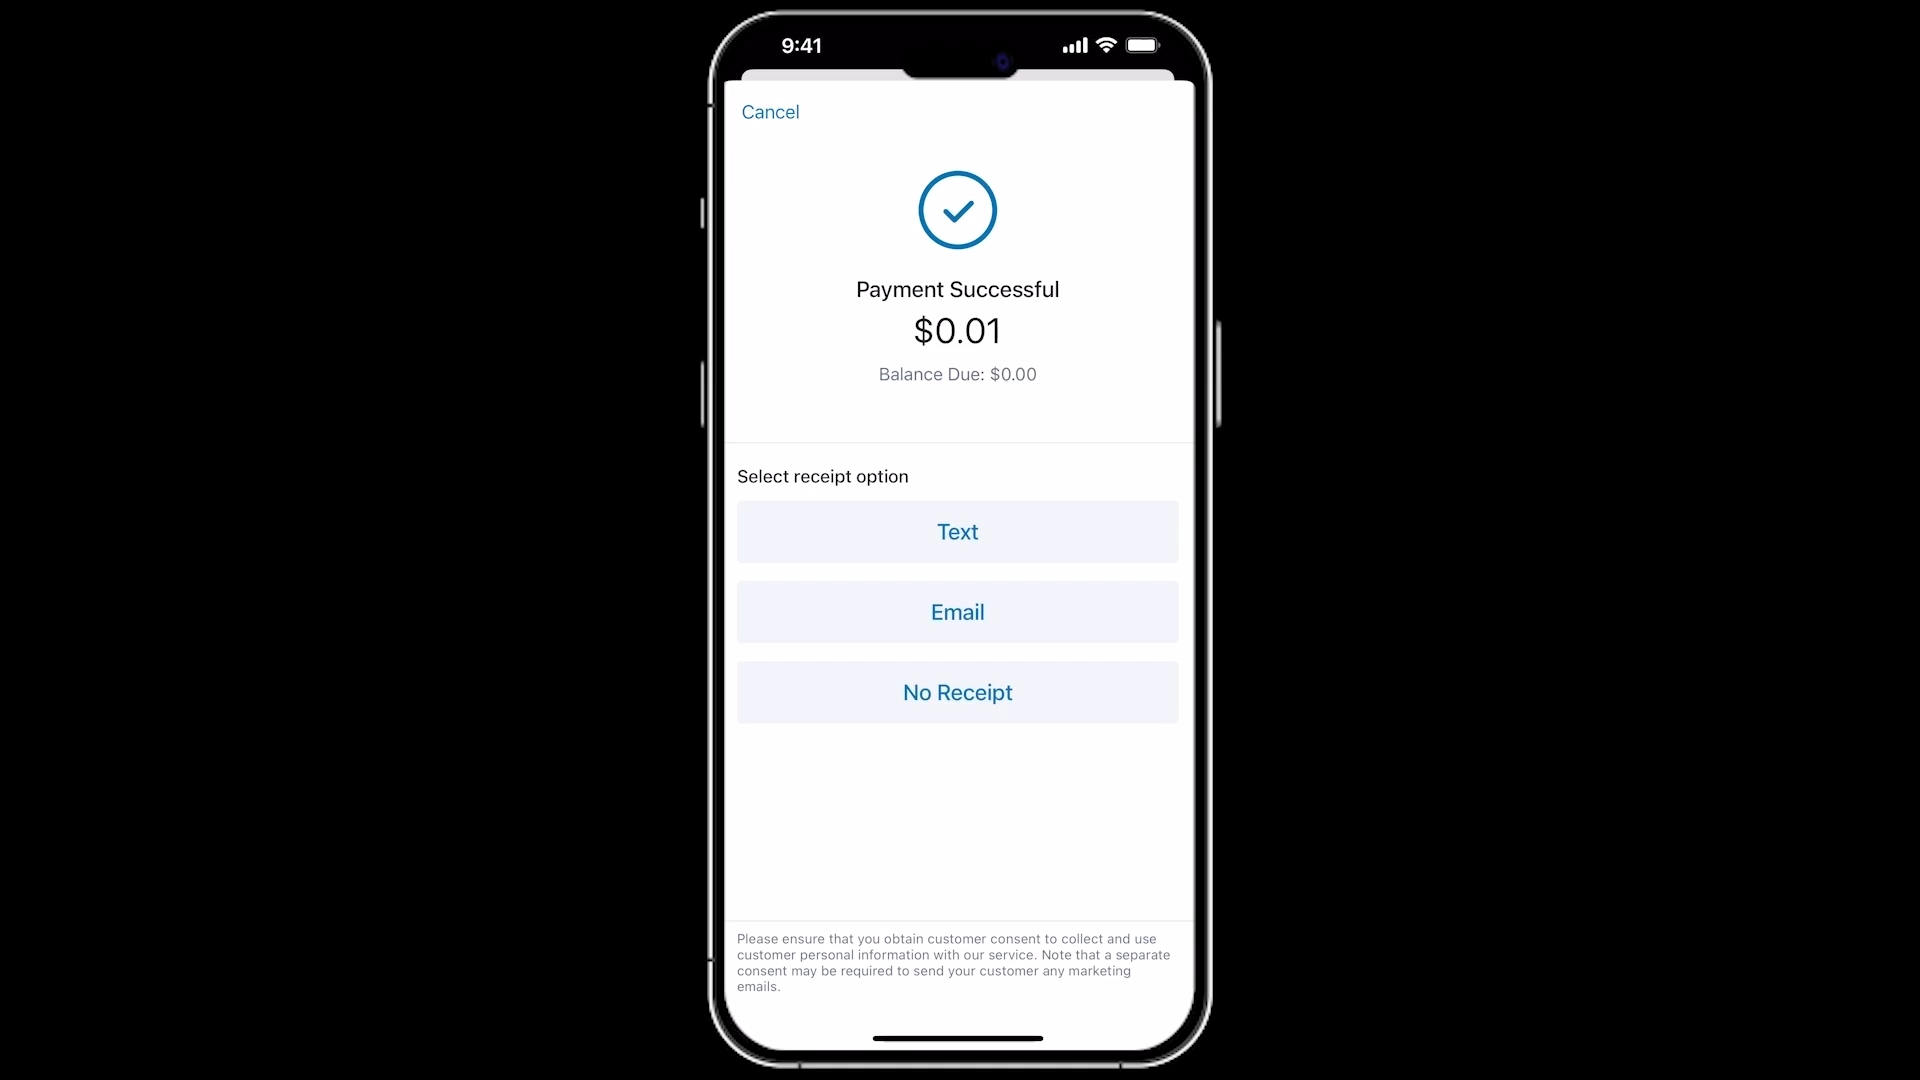 9:41
Cancel
Payment Successful
$0.01
Balance Due: $0.00
Select receipt option
Text
Email
No Receipt
Please ensure that you obtain customer consent to collect and use
customer personal information with our service. Note that a separate
consent may be required to send your customer any marketing
emails.